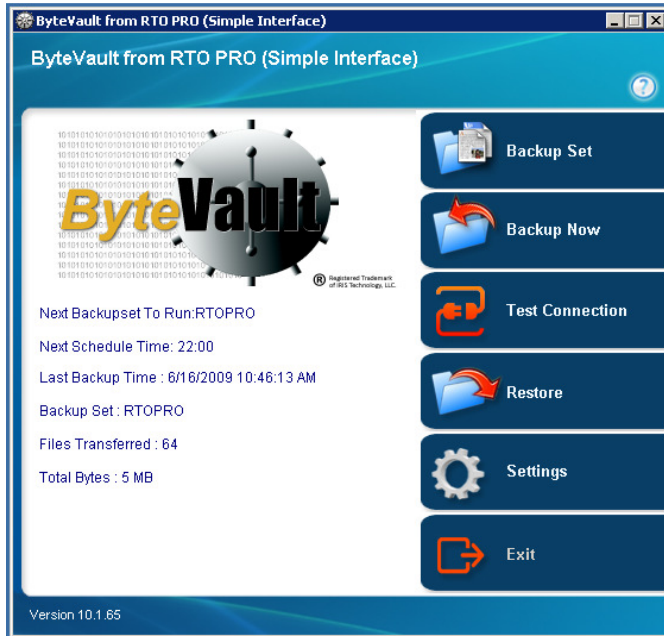 ByteVault from RTO PRO (Simple Interface)
ByteVault from RTO PRO (Simple Interface)
?
ByteVault
® Registered Trademark
of IRIS Technology, LLC.
Next Backupset To Run:RTOPRO
Next Schedule Time: 22:00
Last Backup Time : 6/16/2009 10:46:13 AM
Backup Set : RTOPRO
Files Transferred : 64
Total Bytes : 5 MB
Backup Set
Backup Now
Test Connection
Restore
Settings
Exit
Version 10.1.65